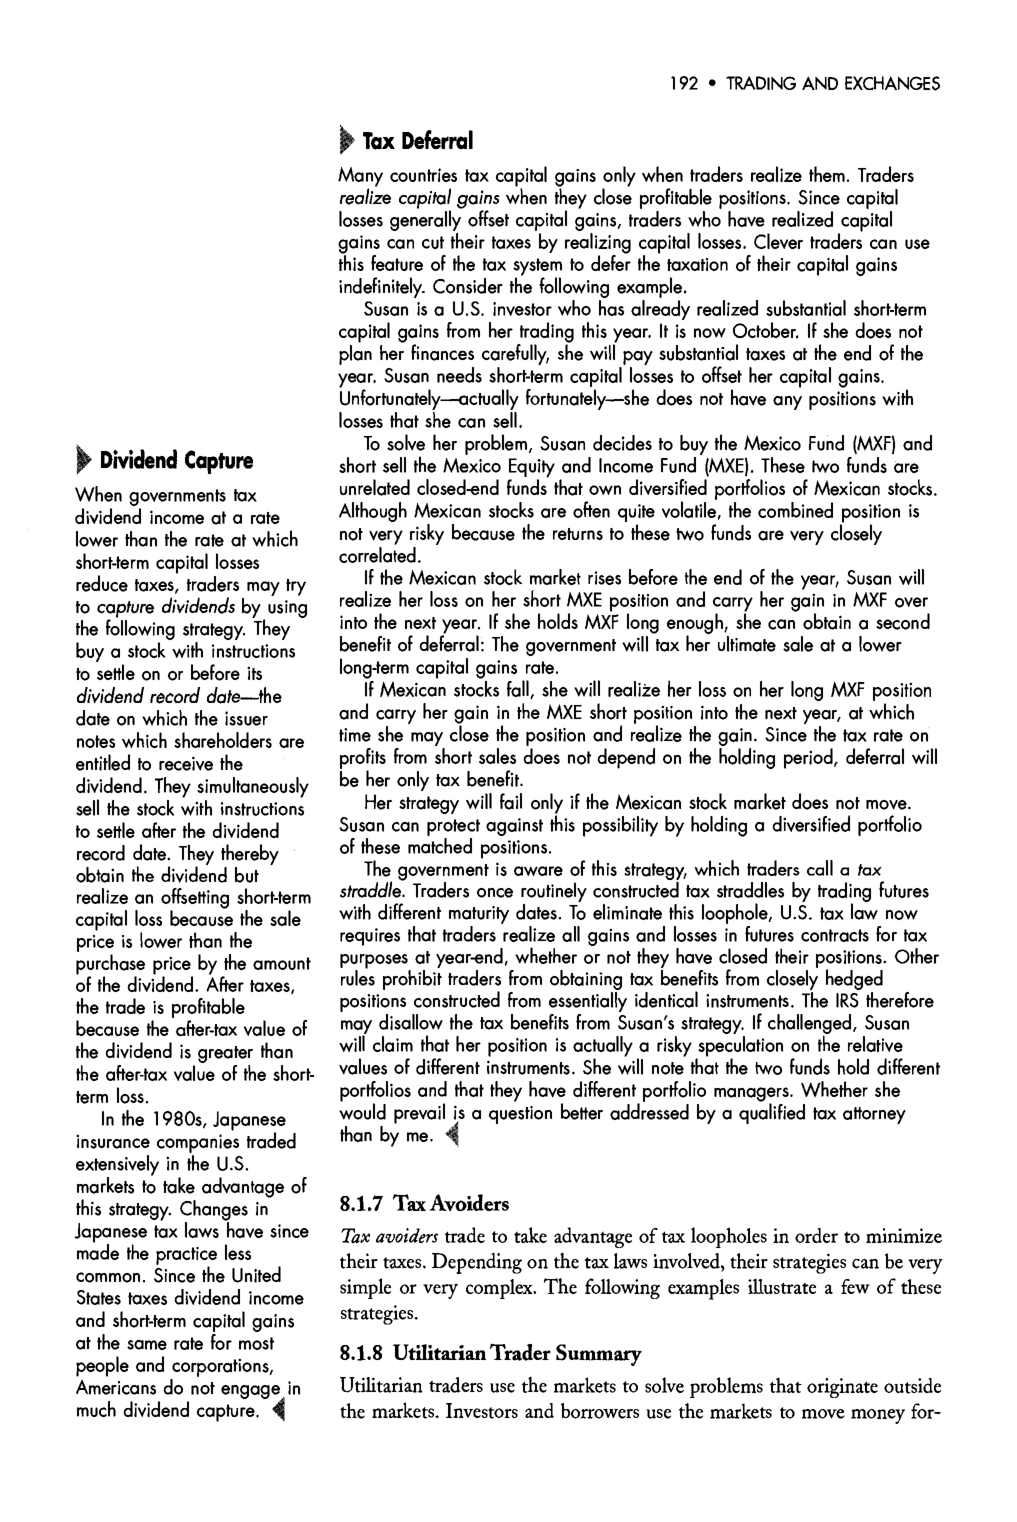 192 • TRADING AND EXCHANGES
Tax Deferral
Many countries tax capital gains only when traders realize them. Traders
realize capital gains when they close profitable positions. Since capital
losses generally offset capital gains, traders who have realized capital
gains can cut their taxes by realizing capital losses. Clever traders can use
this feature of the tax system to defer the taxation of their capital gains
indefinitely. Consider the following example.
Susan is a U.S. investor who has already realized substantial short-term
capital gains from her trading this year. It is now October. If she does not
plan her finances carefully, she will pay substantial taxes at the end of the
year. Susan needs short-term capital losses to offset her capital gains.
Unfortunately—actually fortunately—she does not have any positions with
losses that she can sell.
To solve her problem, Susan decides to buy the Mexico Fund (MXF) and
short sell the Mexico Equity and Income Fund (MXE). These two funds are
unrelated closed-end funds that own diversified portfolios of Mexican stocks.
Although Mexican stocks are often quite volatile, the combined position is
not very risky because the returns to these two funds are very closely
correlated.
If the Mexican stock market rises before the end of the year, Susan will
realize her loss on her short MXE position and carry her gain in MXF over
into the next year. If she holds MXF long enough, she can obtain a second
benefit of deferral: The government will tax her ultimate sale at a lower
long-term capital gains rate.
If Mexican stocks fall, she will realize her loss on her long MXF position
and carry her gain in the MXE short position into the next year, at which
time she may close the position and realize the gain. Since the tax rate on
profits from short sales does not depend on the holding period, deferral will
be her only tax benefit.
Her strategy will fail only if the Mexican stock market does not move.
Susan can protect against this possibility by holding a diversified portfolio
of these matched positions.
The government is aware of this strategy, which traders call a tax
straddle. Traders once routinely constructed tax straddles by trading futures
with different maturity dates. To eliminate this loophole, U.S. tax law now
requires that traders realize all gains and losses in futures contracts for tax
purposes at year-end, whether or not they have closed their positions. Other
rules prohibit traders from obtaining tax benefits from closely hedged
positions constructed from essentially identical instruments. The IRS therefore
may disallow the tax benefits from Susan's strategy. If challenged, Susan
will claim that her position is actually a risky speculation on the relative
values of different instruments. She will note that the two funds hold different
portfolios and that they have different portfolio managers. Whether she
would prevail is a question better addressed by a qualified tax attorney
than by me.
Dividend Capture
When governments tax
dividend income at a rate
lower than the rate at which
short-term capital losses
reduce taxes, traders may try
to capture dividends by using
the following strategy. They
buy a stock with instructions
to settle on or before its
dividend record date—the
date on which the issuer
notes which shareholders are
entitled to receive the
dividend. They simultaneously
sell the stock with instructions
to settle after the dividend
record date. They thereby
obtain the dividend but
realize an offsetting short-term
capital loss because the sale
price is lower than the
purchase price by the amount
of the dividend. After taxes,
the trade is profitable
because the after-tax value of
the dividend is greater than
the after-tax value of the short-
term loss.
In the 1980s, Japanese
insurance companies traded
extensively in the U.S.
markets to take advantage of
this strategy. Changes in
Japanese tax laws have since
made the practice less
common. Since the United
States taxes dividend income
and short-term capital gains
at the same rate for most
people and corporations,
Americans do not engage in
much dividend capture.
8.1.7 Tax Avoiders
Tax avoiders trade to take advantage of tax loopholes in order to minimize
their taxes. Depending on the tax laws involved, their strategies can be very
simple or very complex. The following examples illustrate a few of these
strategies.
8.1.8 Utilitarian Trader Summary
Utilitarian traders use the markets to solve problems that originate outside
the markets. Investors and borrowers use the markets to move money for-